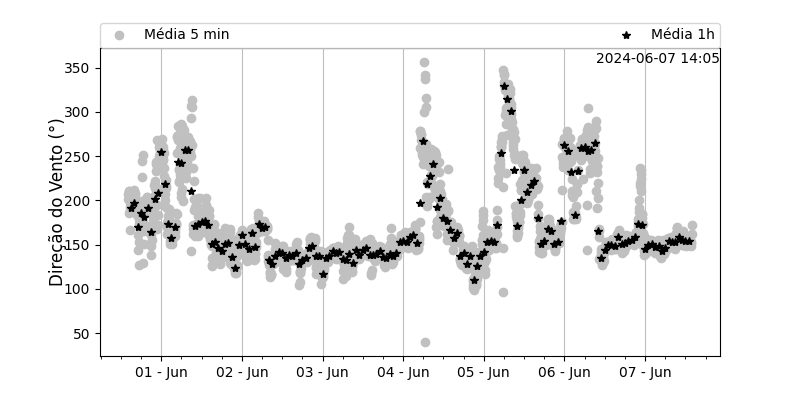 Média 5 min
Média 1h
2024-06-07 14:05
Direção do Vento (°)
350
300
250
200
150
100
50
01 - Jun
02 - Jun
03 - Jun
04 - Jun
05 - Jun
06 - Jun
07 - Jun